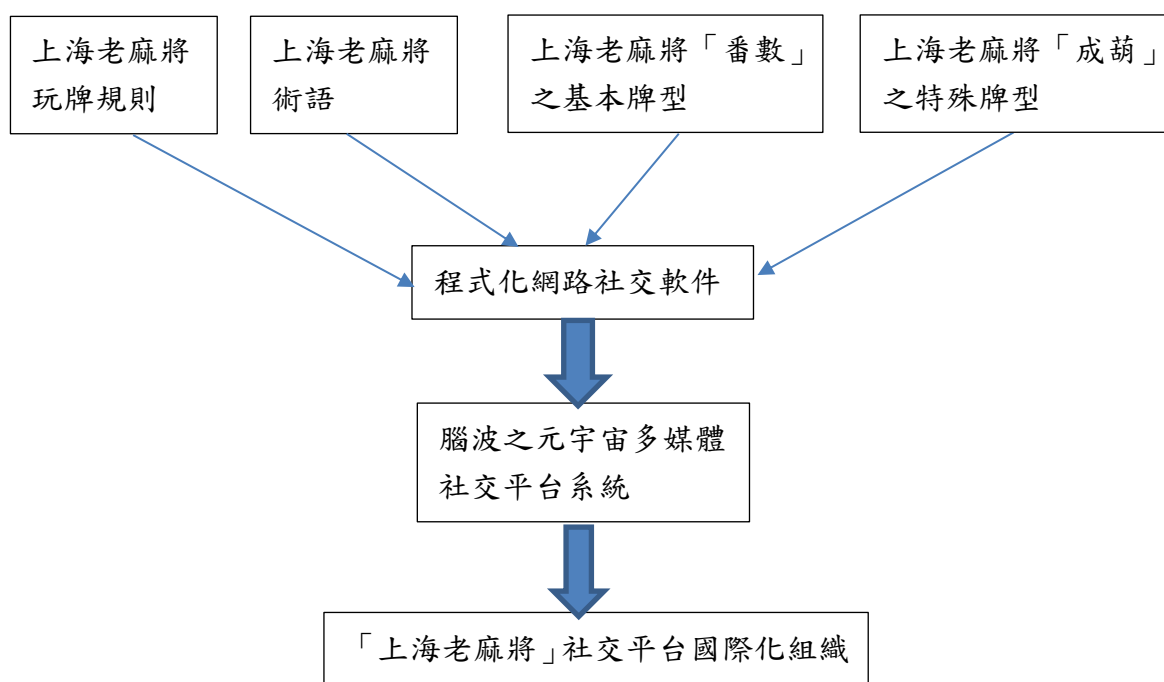 上海老麻將
玩牌規則
上海老麻將
術語
上海老麻將「番數」
之基本牌型
上海老麻將「成葫」
之特殊牌型
程式化網路社交軟件
腦波之元宇宙多媒體
社交平台系統
「上海老麻將」社交平台國際化組織